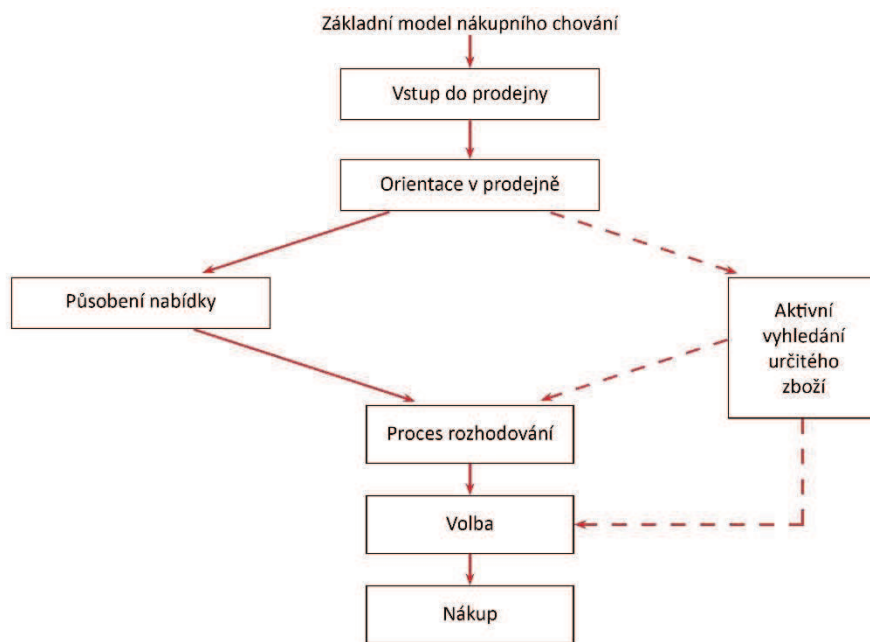 Základní model nákupního chování
Vstup do prodejny
Orientace v prodejně
Působení nabídky
Aktivní
vyhledání
určitého
zboží
Proces rozhodování
Volba
Nákup